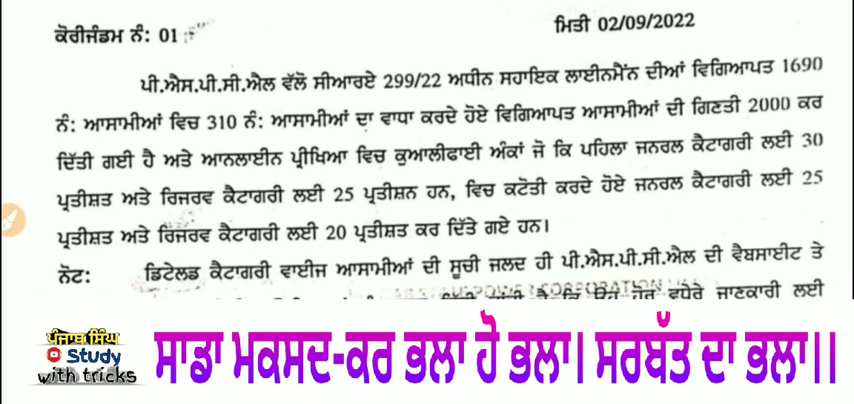 ਕੋਰੀਜੰਡਮ ਨੰ: 01
ਮਿਤੀ 02/09/2022
ਪੀ.ਐਸ.ਪੀ.ਸੀ.ਐਲ ਵੱਲੋ ਸੀਆਰਏ 299/22 ਅਧੀਨ ਸਹਾਇਕ ਲਾਈਨਮੈਂਨ ਦੀਆਂ ਵਿਗਿਆਪਤ 1690
ਨੰ: ਆਸਾਮੀਆਂ ਵਿਚ 310 ਨੰ: ਆਸਾਮੀਆਂ ਦਾ ਵਾਧਾ ਕਰਦੇ ਹੋਏ ਵਿਗਿਆਪਤ ਆਸਾਮੀਆਂ ਦੀ ਗਿਣਤੀ 2000 ਕਰ
ਦਿੱਤੀ ਗਈ ਹੈ ਅਤੇ ਆਨਲਾਈਨ ਪ੍ਰੀਖਿਆ ਵਿਚ ਕੁਆਲੀਫਾਈ ਅੰਕਾਂ ਜੋ ਕਿ ਪਹਿਲਾ ਜਨਰਲ ਕੈਟਾਗਰੀ ਲਈ 30
ਪ੍ਰਤੀਸ਼ਤ ਅਤੇ ਰਿਜਰਵ ਕੈਟਾਗਰੀ ਲਈ 25 ਪ੍ਰਤੀਸ਼ਨ ਹਨ, ਵਿਚ ਕਟੋਤੀ ਕਰਦੇ ਹੋਏ ਜਨਰਲ ਕੈਟਾਗਰੀ ਲਈ 25
ਪ੍ਰਤੀਸ਼ਤ ਅਤੇ ਰਿਜਰਵ ਕੈਟਾਗਰੀ ਲਈ 20 ਪ੍ਰਤੀਸ਼ਤ ਕਰ ਦਿੱਤੇ ਗਏ ਹਨ।
ਨੋਟ: ਡਿਟੇਲਡ ਕੈਟਾਗਰੀ ਵਾਈਜ ਆਸਾਮੀਆਂ ਦੀ ਸੂਚੀ ਜਲਦ ਹੀ ਪੀ.ਐਸ.ਪੀ.ਸੀ.ਐਲ ਦੀ ਵੈਬਸਾਈਟ ਤੇ
ਹੋਰ ਵਧੇਰੇ ਜਾਣਕਾਰੀ ਲਈ
ਪੰਜਾਬ ਸਿੰਘ
Study
with tricks
ਸਾਡਾ ਮਕਸਦ-ਕਰ ਭਲਾ ਹੋ ਭਲਾ। ਸਰਬੱਤ ਦਾ ਭਲਾ।।